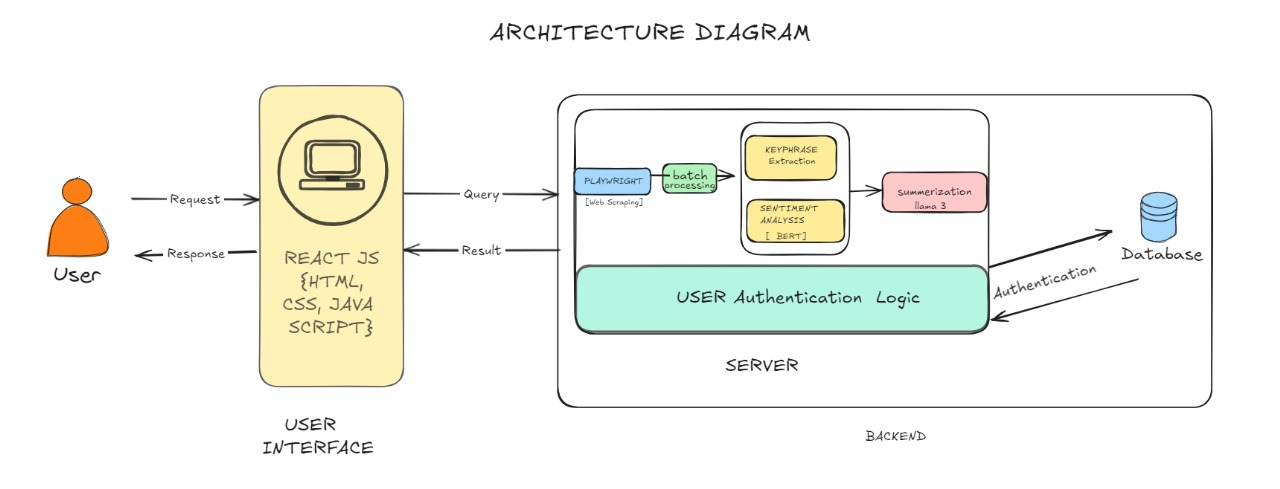 ARCHITECTURE DIAGRAM
User
Request
Response
REACT JS
{HTML,
CSS, JAVA
SCRIPT}
USER
INTERFACE
Query
Result
PLAYWRIGHT
[Web Scraping]
batch
processing
KEYPHRASE
Extraction
SENTIMENT
ANALYSIS
[ BERT]
summerization
llama 3
USER Authentication Logic
SERVER
Authentication
Database
BACKEND